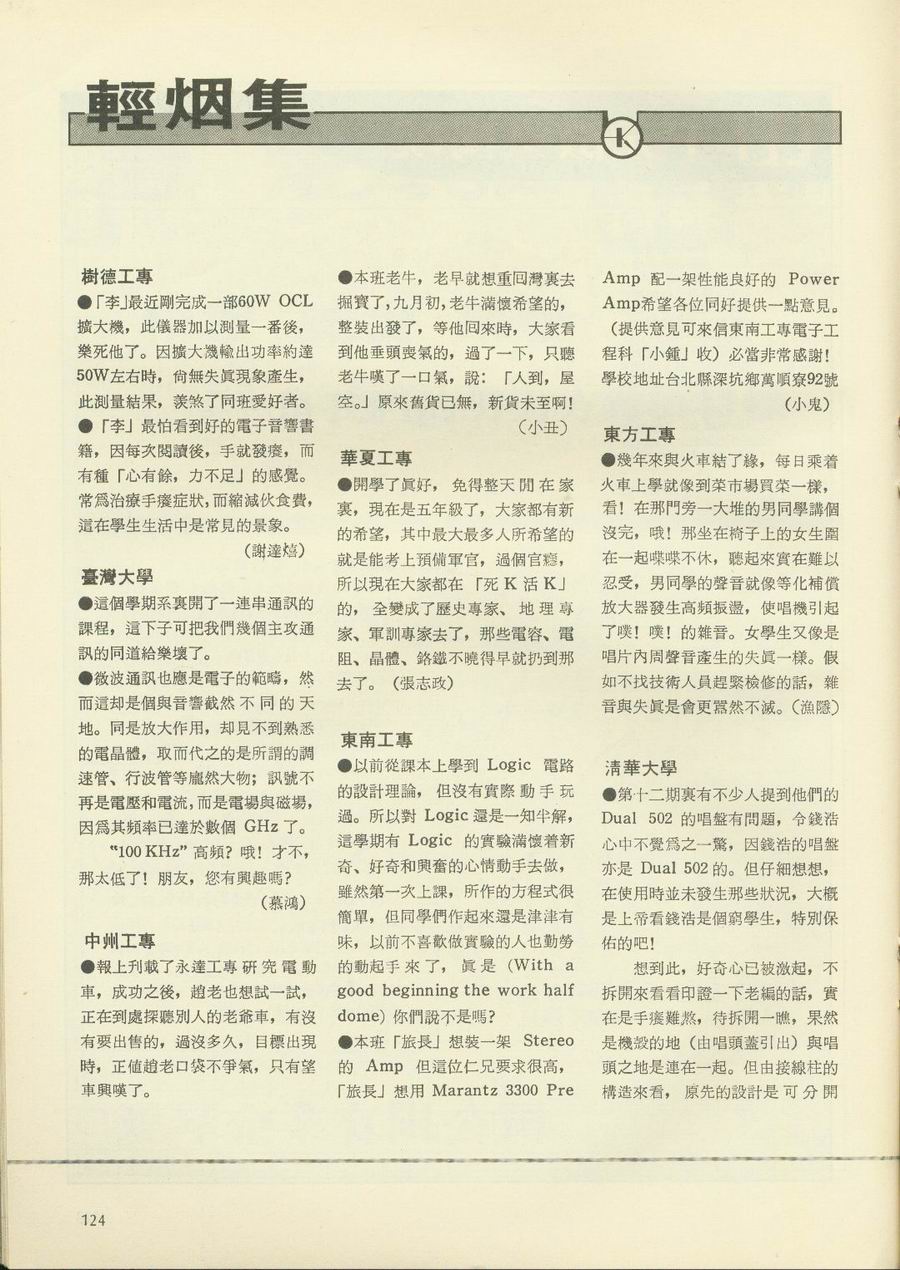 輕烟集
K
樹德工專
●「李」最近剛完成一部60W OCL
擴大機，此儀器加以測量一番後，
樂死他了。因擴大機輸出功率約達
50W左右時，尙無失眞現象產生，
此測量結果，羨煞了同班愛好者。
●「李」最怕看到好的電子音響書
籍，因每次閱讀後，手就發癢，而
有種「心有餘，力不足」的感覺。
常爲治療手癢症狀，而縮減伙食費，
這在學生生活中是常見的景象。
（謝達熺）
臺灣大學
●這個學期系裏開了一連串通訊的
課程，這下子可把我們幾個主攻通
訊的同道給樂壞了。
●微波通訊也應是電子的範疇，然
而這却是個與音響截然不同的天
地。同是放大作用，却見不到熟悉
的電晶體，取而代之的是所謂的調
速管、行波管等龐然大物；訊號不
再是電壓和電流，而是電場與磁場，
因爲其頻率已達於數個 GHz 了。
“100 KHz” 高頻？哦！才不，
那太低了！朋友，您有興趣嗎？
（慕鴻）
中州工專
●報上刋載了永達工專研究電動
車，成功之後，趙老也想試一試，
正在到處探聽別人的老爺車，有沒
有要出售的，過沒多久，目標出現
時，正値趙老口袋不爭氣，只有望
車興嘆了。
●本班老牛，老早就想重囘灣裏去
掘寳了，九月初，老牛滿懷希望的，
整裝出發了，等他囘來時，大家看
到他垂頭喪氣的，過了一下，只聽
老牛嘆了一口氣，說：「人到，屋
空。」原來舊貨已無，新貨未至啊！
（小丑）
華夏工專
●開學了眞好，免得整天閒在家
裏，現在是五年級了，大家都有新
的希望，其中最大最多人所希望的
就是能考上預備軍官，過個官癮，
所以現在大家都在「死 K 活 K」
的，全變成了歷史專家、地理專
家、軍訓專家去了，那些電容、電
阻、晶體、鉻鐵不曉得早就扔到那
去了。（張志政）
東南工專
●以前從課本上學到 Logic 電路
的設計理論，但沒有實際動手玩
過。所以對 Logic 還是一知半解，
這學期有 Logic 的實驗滿懷着新
奇、好奇和興奮的心情動手去做，
雖然第一次上課，所作的方程式很
簡單，但同學們作起來還是津津有
味，以前不喜歡做實驗的人也勤勞
的動起手來了，眞是 (With a
good beginning the work half
dome) 你們說不是嗎？
●本班「旅長」想裝一架 Stereo
的 Amp 但這位仁兄要求很高，
「旅長」想用 Marantz 3300 Pre
Amp 配一架性能良好的 Power
Amp希望各位同好提供一點意見。
（提供意見可來信東南工專電子工
程科「小鍾」收）必當非常感謝！
學校地址台北縣深坑鄉萬順寮92號
（小鬼）
東方工專
●幾年來與火車結了緣，每日乘着
火車上學就像到菜市場買菜一樣，
看！在那門旁一大堆的男同學講個
沒完，哦！那坐在椅子上的女生圍
在一起喋喋不休，聽起來實在難以
忍受，男同學的聲音就像等化補償
放大器發生高頻振盪，使唱機引起
了噗！噗！的雜音。女學生又像是
唱片內周聲音產生的失眞一樣。假
如不找技術人員趕緊檢修的話，雜
音與失眞是會更囂然不滅。（漁隱）
清華大學
●第十二期裏有不少人提到他們的
Dual 502 的唱盤有問題，令錢浩
心中不覺爲之一驚，因錢浩的唱盤
亦是 Dual 502 的。但仔細想想，
在使用時並未發生那些狀況，大概
是上帝看錢浩是個窮學生，特別保
佑的吧！
想到此，好奇心已被激起，不
拆開來看看印證一下老編的話，實
在是手癢難熬，待拆開一瞧，果然
是機殼的地（由唱頭蓋引出）與唱
頭之地是連在一起。但由接線柱的
構造來看，原先的設計是可分開
124